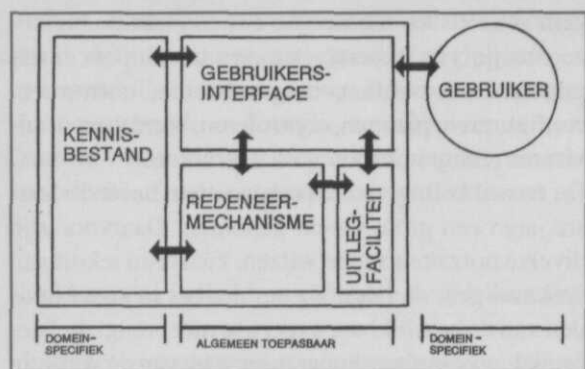 GEBRUIKERS-
INTERFACE
GEBRUIKER
KENNIS-
BESTAND
REDENEER-
MECHANISME
UITLEG-
FACILITEIT
DOMEIN-
SPECIFIEK
ALGEMEEN TOEPASBAAR
DOMEIN-
SPECIFIEK